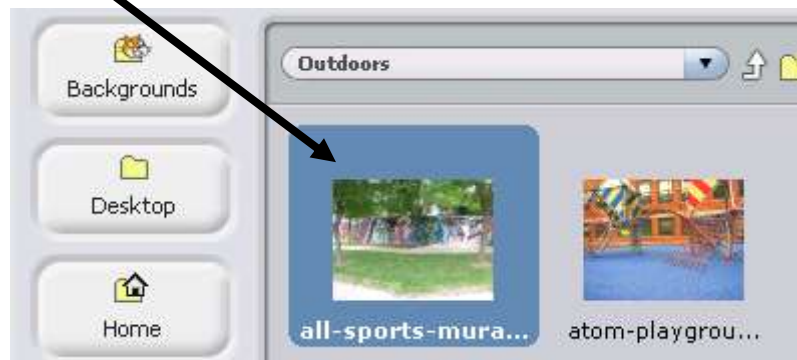 Backgrounds
Outdoors
Desktop
Home
all-sports-mura...
atom-playgrou...